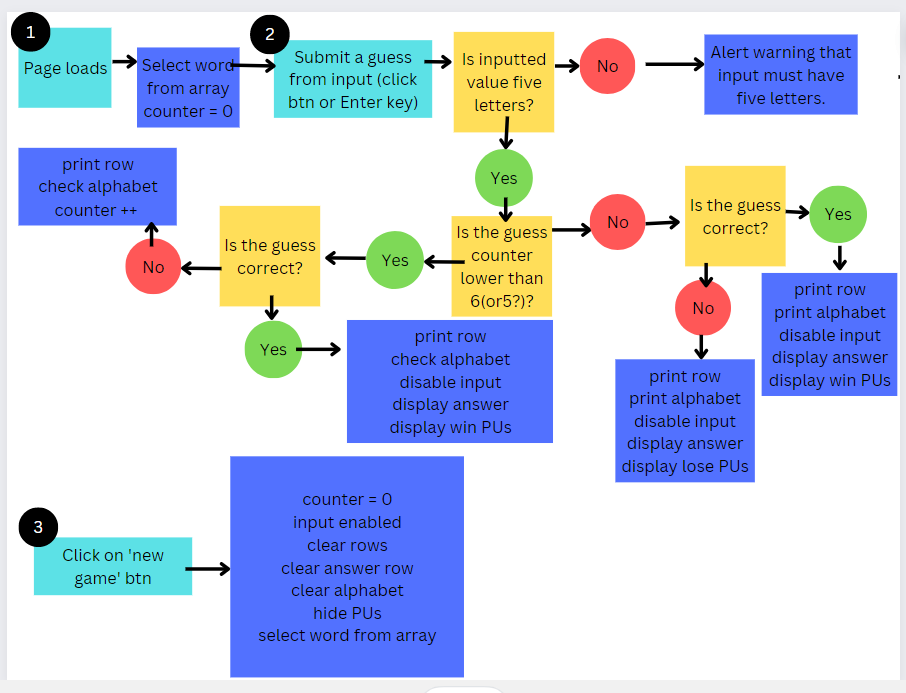 1
Page loads
Select word
from array
counter = 0
2
Submit a guess
from input (click
btn or Enter key)
Is inputted
value five
letters?
No
Alert warning that
input must have
five letters.
Yes
Is the guess
counter
lower than
6(or5?)?
No
Is the guess
correct?
Yes
print row
print alphabet
disable input
display answer
display win PUs
No
print row
print alphabet
disable input
display answer
display lose PUs
Yes
Is the guess
correct?
No
print row
check alphabet
counter ++
Yes
print row
check alphabet
disable input
display answer
display win PUs
3
Click on 'new
game' btn
counter = 0
input enabled
clear rows
clear answer row
clear alphabet
hide PUs
select word from array